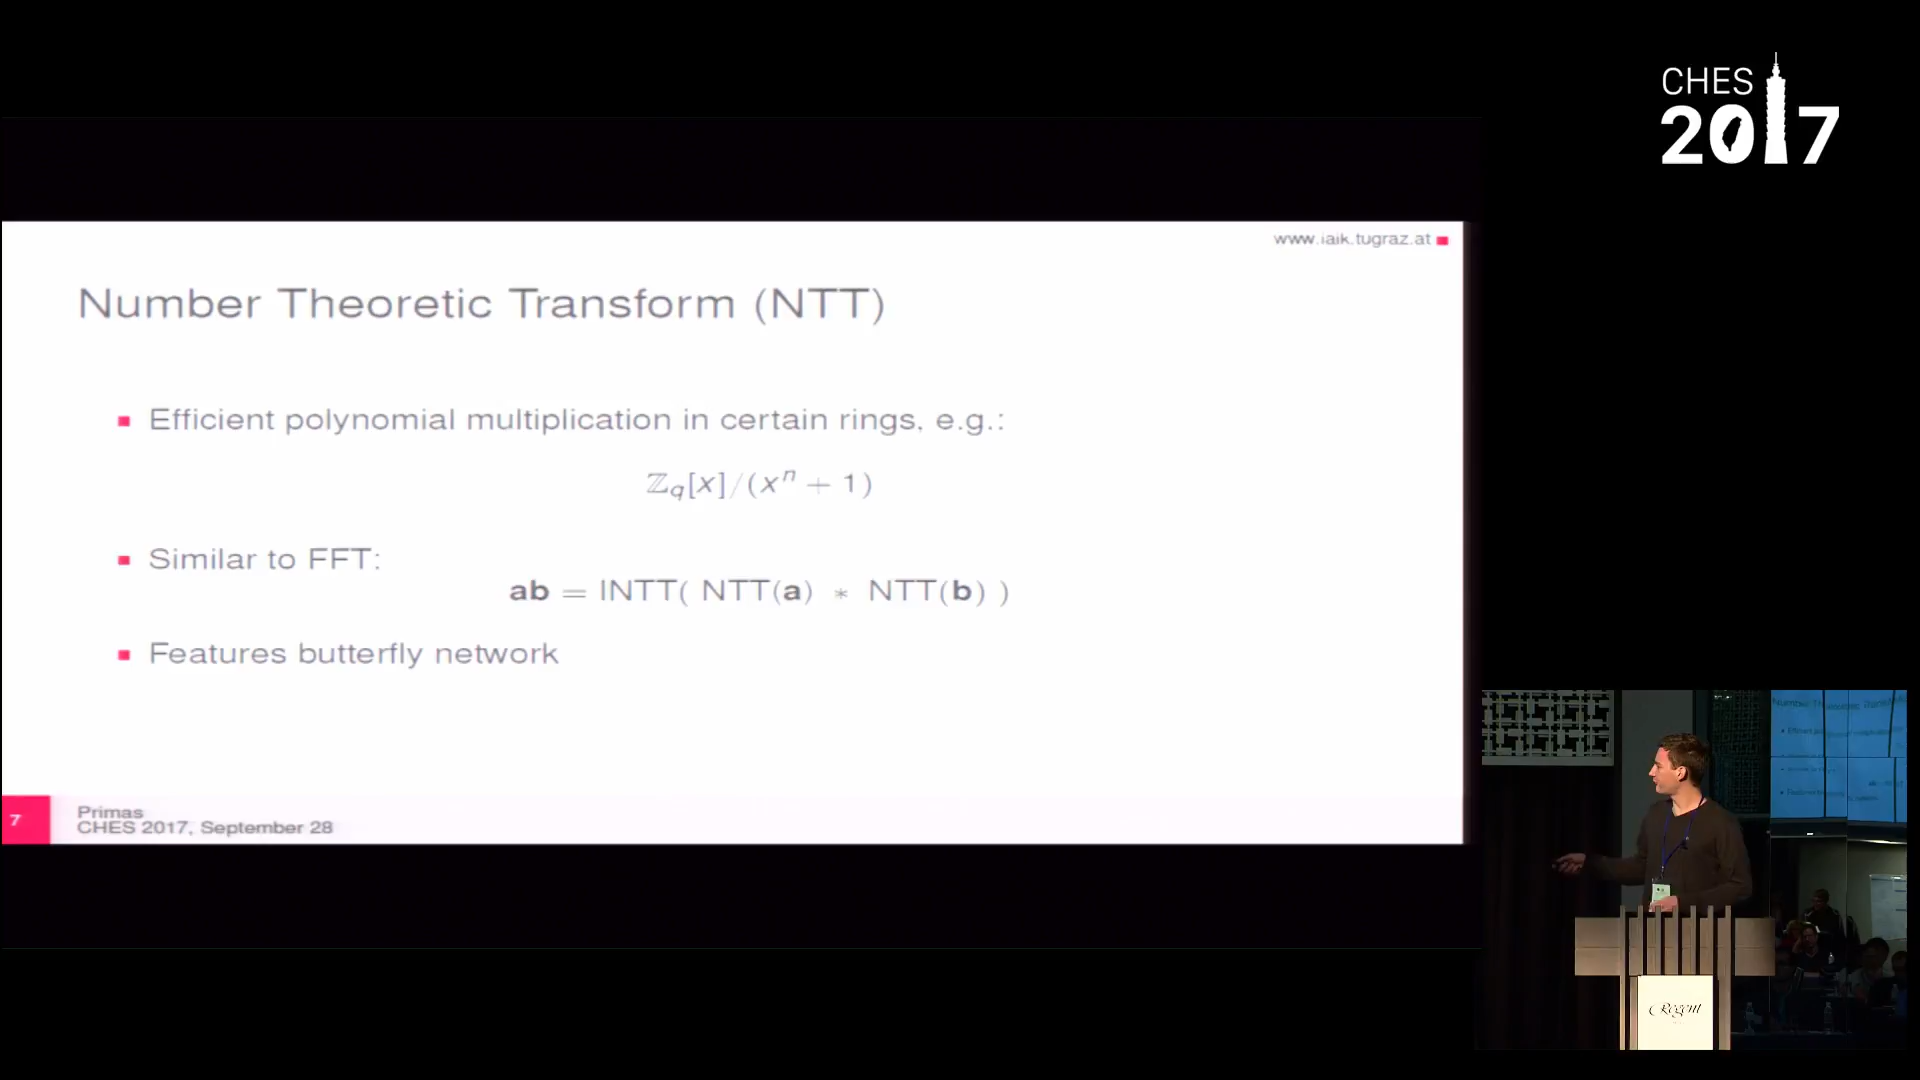 CHES
2017
www.iaik.tugraz.at
Number Theoretic Transform (NTT)
Efficient polynomial multiplication in certain rings, e.g.:
ℤq[x]/(xⁿ + 1)
Similar to FFT:
ab = INTT( NTT(a) * NTT(b) )
Features butterfly network
7
Primas
CHES 2017, September 28
Regent